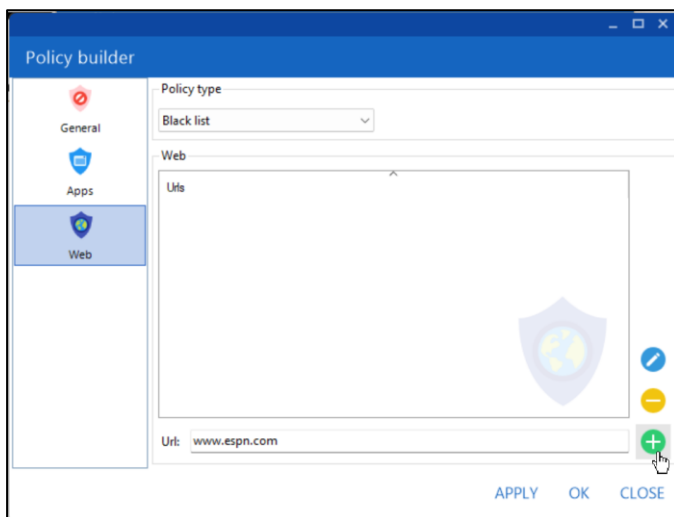 Policy builder
General
Apps
Web
Policy type
Black list
Web
Urls
Url: www.espn.com
APPLY OK CLOSE